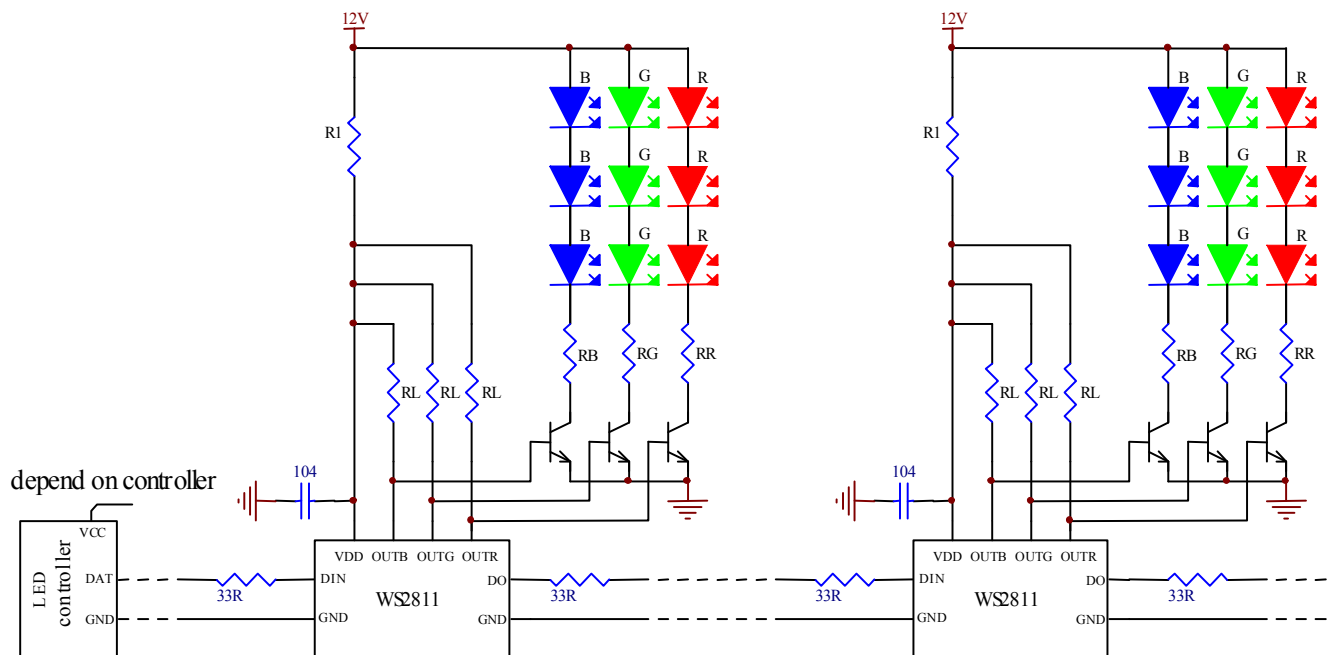 12V 12V
B G R B G R
R1 R1
B G R B G R
B G R B G R
RB RG RR RB RG RR
RL RL RL RL RL RL
104 104
depend on controller
VCC
VDD OUTB OUTG OUTR VDD OUTB OUTG OUTR
DAT DIN DO DIN DO
33R 33R 33R 33R
LED controller
WS2811 WS2811
GND GND GND GND GND